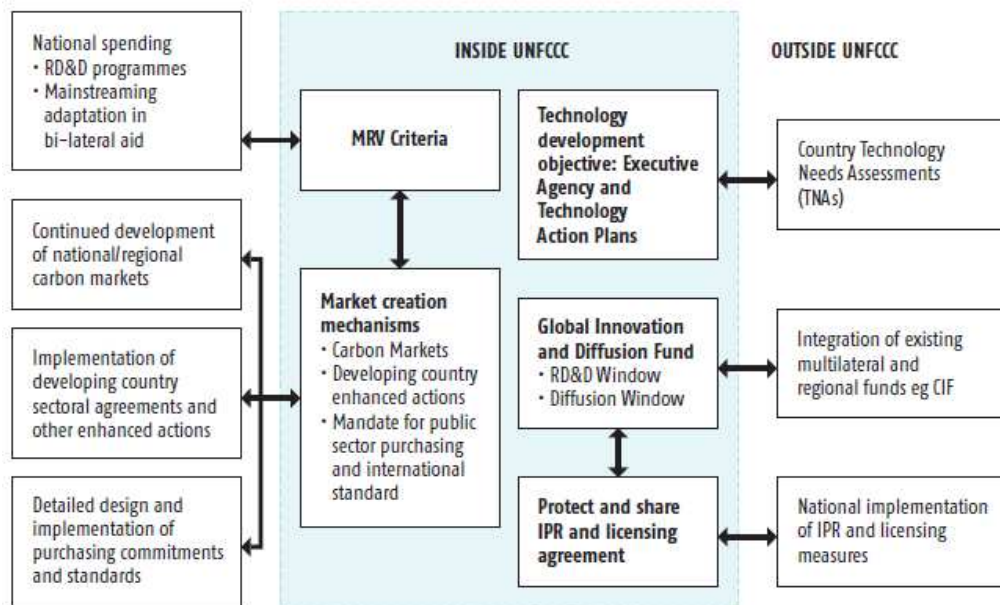 National spending
• RD&D programmes
• Mainstreaming
adaptation in
bi-lateral aid
Continued development
of national/regional
carbon markets
Implementation of
developing country
sectoral agreements and
other enhanced actions
Detailed design and
implementation of
purchasing commitments
and standards
INSIDE UNFCCC
MRV Criteria
Market creation
mechanisms
• Carbon Markets
• Developing country
enhanced actions
• Mandate for public
sector purchasing
and international
standard
Technology
development
objective: Executive
Agency and
Technology
Action Plans
Global Innovation
and Diffusion Fund
• RD&D Window
• Diffusion Window
Protect and share
IPR and licensing
agreement
OUTSIDE UNFCCC
Country Technology
Needs Assessments
(TNAs)
Integration of existing
multilateral and
regional funds eg CIF
National implementation
of IPR and licensing
measures